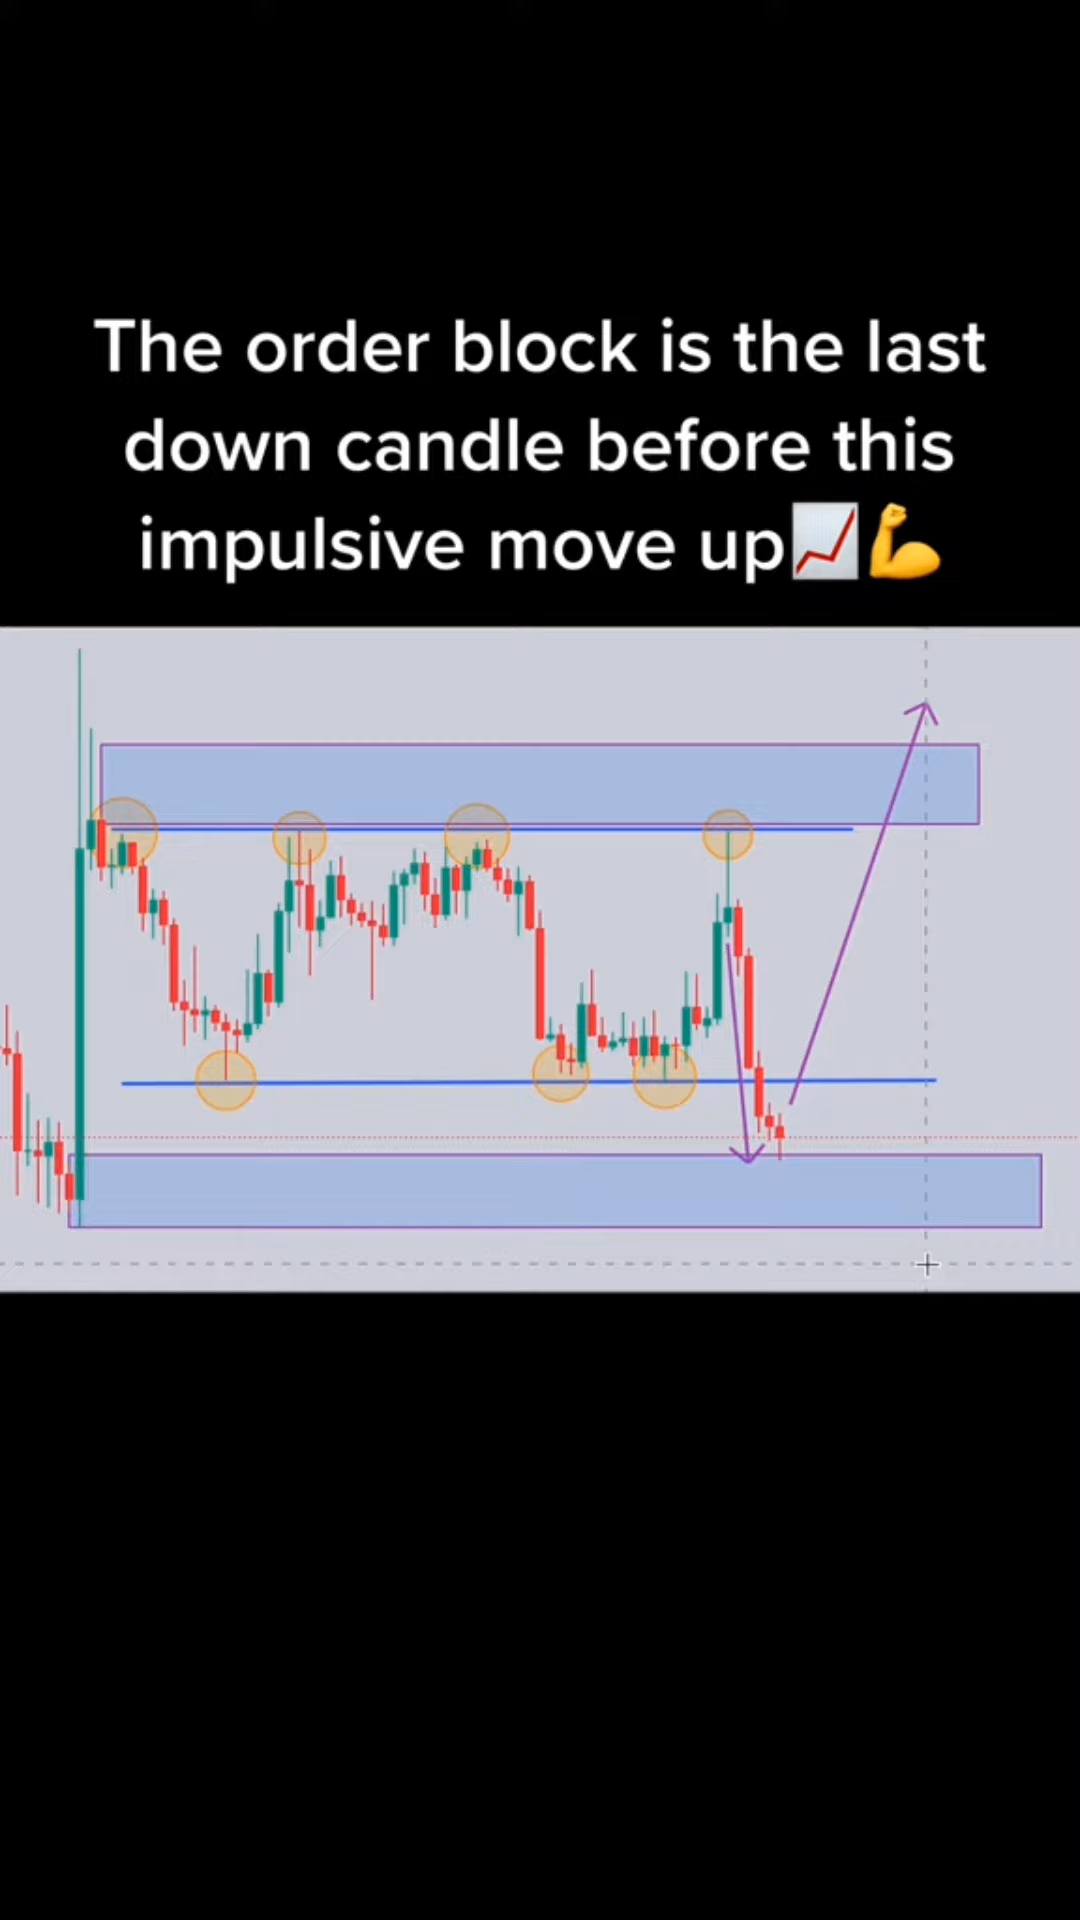 The order block is the last
down candle before this
impulsive move up📈💪